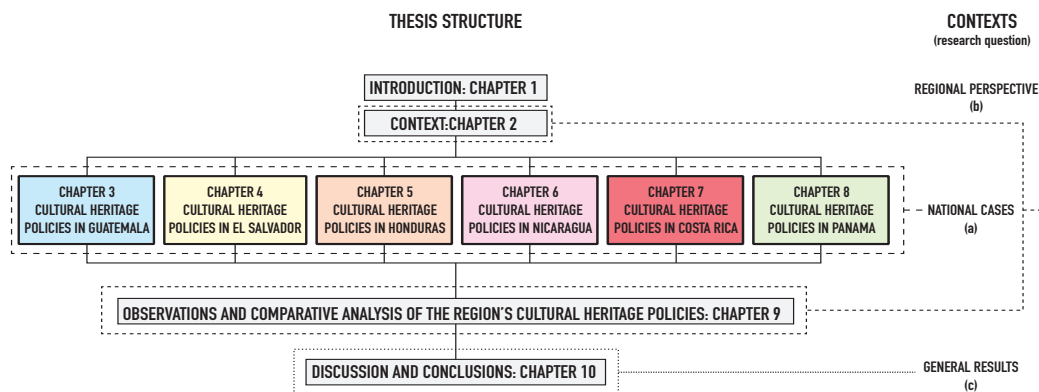 THESIS STRUCTURE
CONTEXTS
(research question)
INTRODUCTION: CHAPTER 1
REGIONAL PERSPECTIVE
(b)
CONTEXT:CHAPTER 2
CHAPTER 3
CULTURAL HERITAGE
POLICIES IN GUATEMALA
CHAPTER 4
CULTURAL HERITAGE
POLICIES IN EL SALVADOR
CHAPTER 5
CULTURAL HERITAGE
POLICIES IN HONDURAS
CHAPTER 6
CULTURAL HERITAGE
POLICIES IN NICARAGUA
CHAPTER 7
CULTURAL HERITAGE
POLICIES IN COSTA RICA
CHAPTER 8
CULTURAL HERITAGE
POLICIES IN PANAMA
NATIONAL CASES
(a)
OBSERVATIONS AND COMPARATIVE ANALYSIS OF THE REGION'S CULTURAL HERITAGE POLICIES: CHAPTER 9
DISCUSSION AND CONCLUSIONS: CHAPTER 10
GENERAL RESULTS
(c)